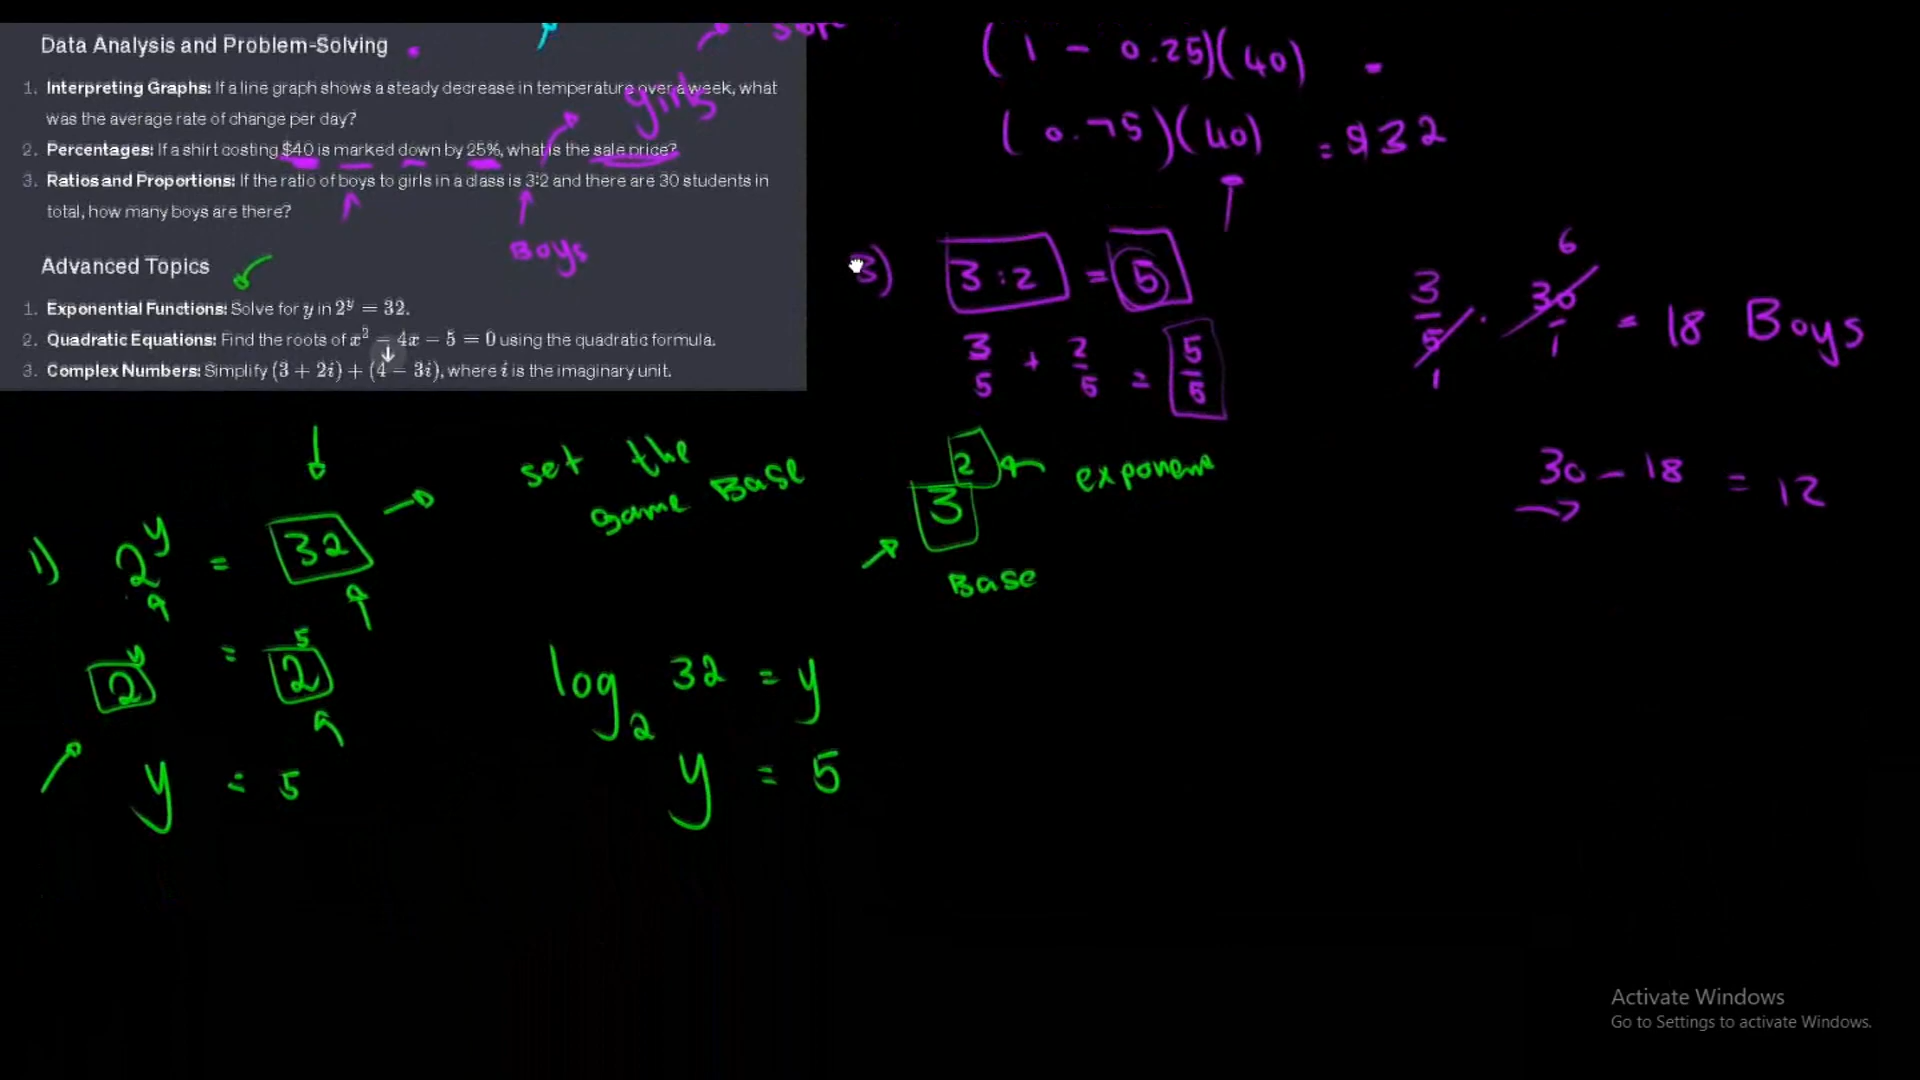 Data Analysis and Problem-Solving
1. Interpreting Graphs: If a line graph shows a steady decrease in temperature over a week, what
was the average rate of change per day?
2. Percentages: If a shirt costing $40 is marked down by 25%, what is the sale price?
3. Ratios and Proportions: If the ratio of boys to girls in a class is 3:2 and there are 30 students in
total, how many boys are there?
girls
Boys
Advanced Topics
1. Exponential Functions: Solve for y in 2^y = 32.
2. Quadratic Equations: Find the roots of x² − 4x − 5 = 0 using the quadratic formula.
3. Complex Numbers: Simplify (3 + 2i) + (4 − 3i), where i is the imaginary unit.
(1 - 0.25)(40)
(0.75)(40) = $32
3) 3:2 = 5
3/5 + 2/5 = 5/5
3/5 · 30/1 = 18 Boys
6
1
30 - 18 = 12
set the
same Base
3^2 exponent
Base
1) 2^y = 32
2^y = 2^5
y = 5
log_2 32 = y
y = 5
Activate Windows
Go to Settings to activate Windows.